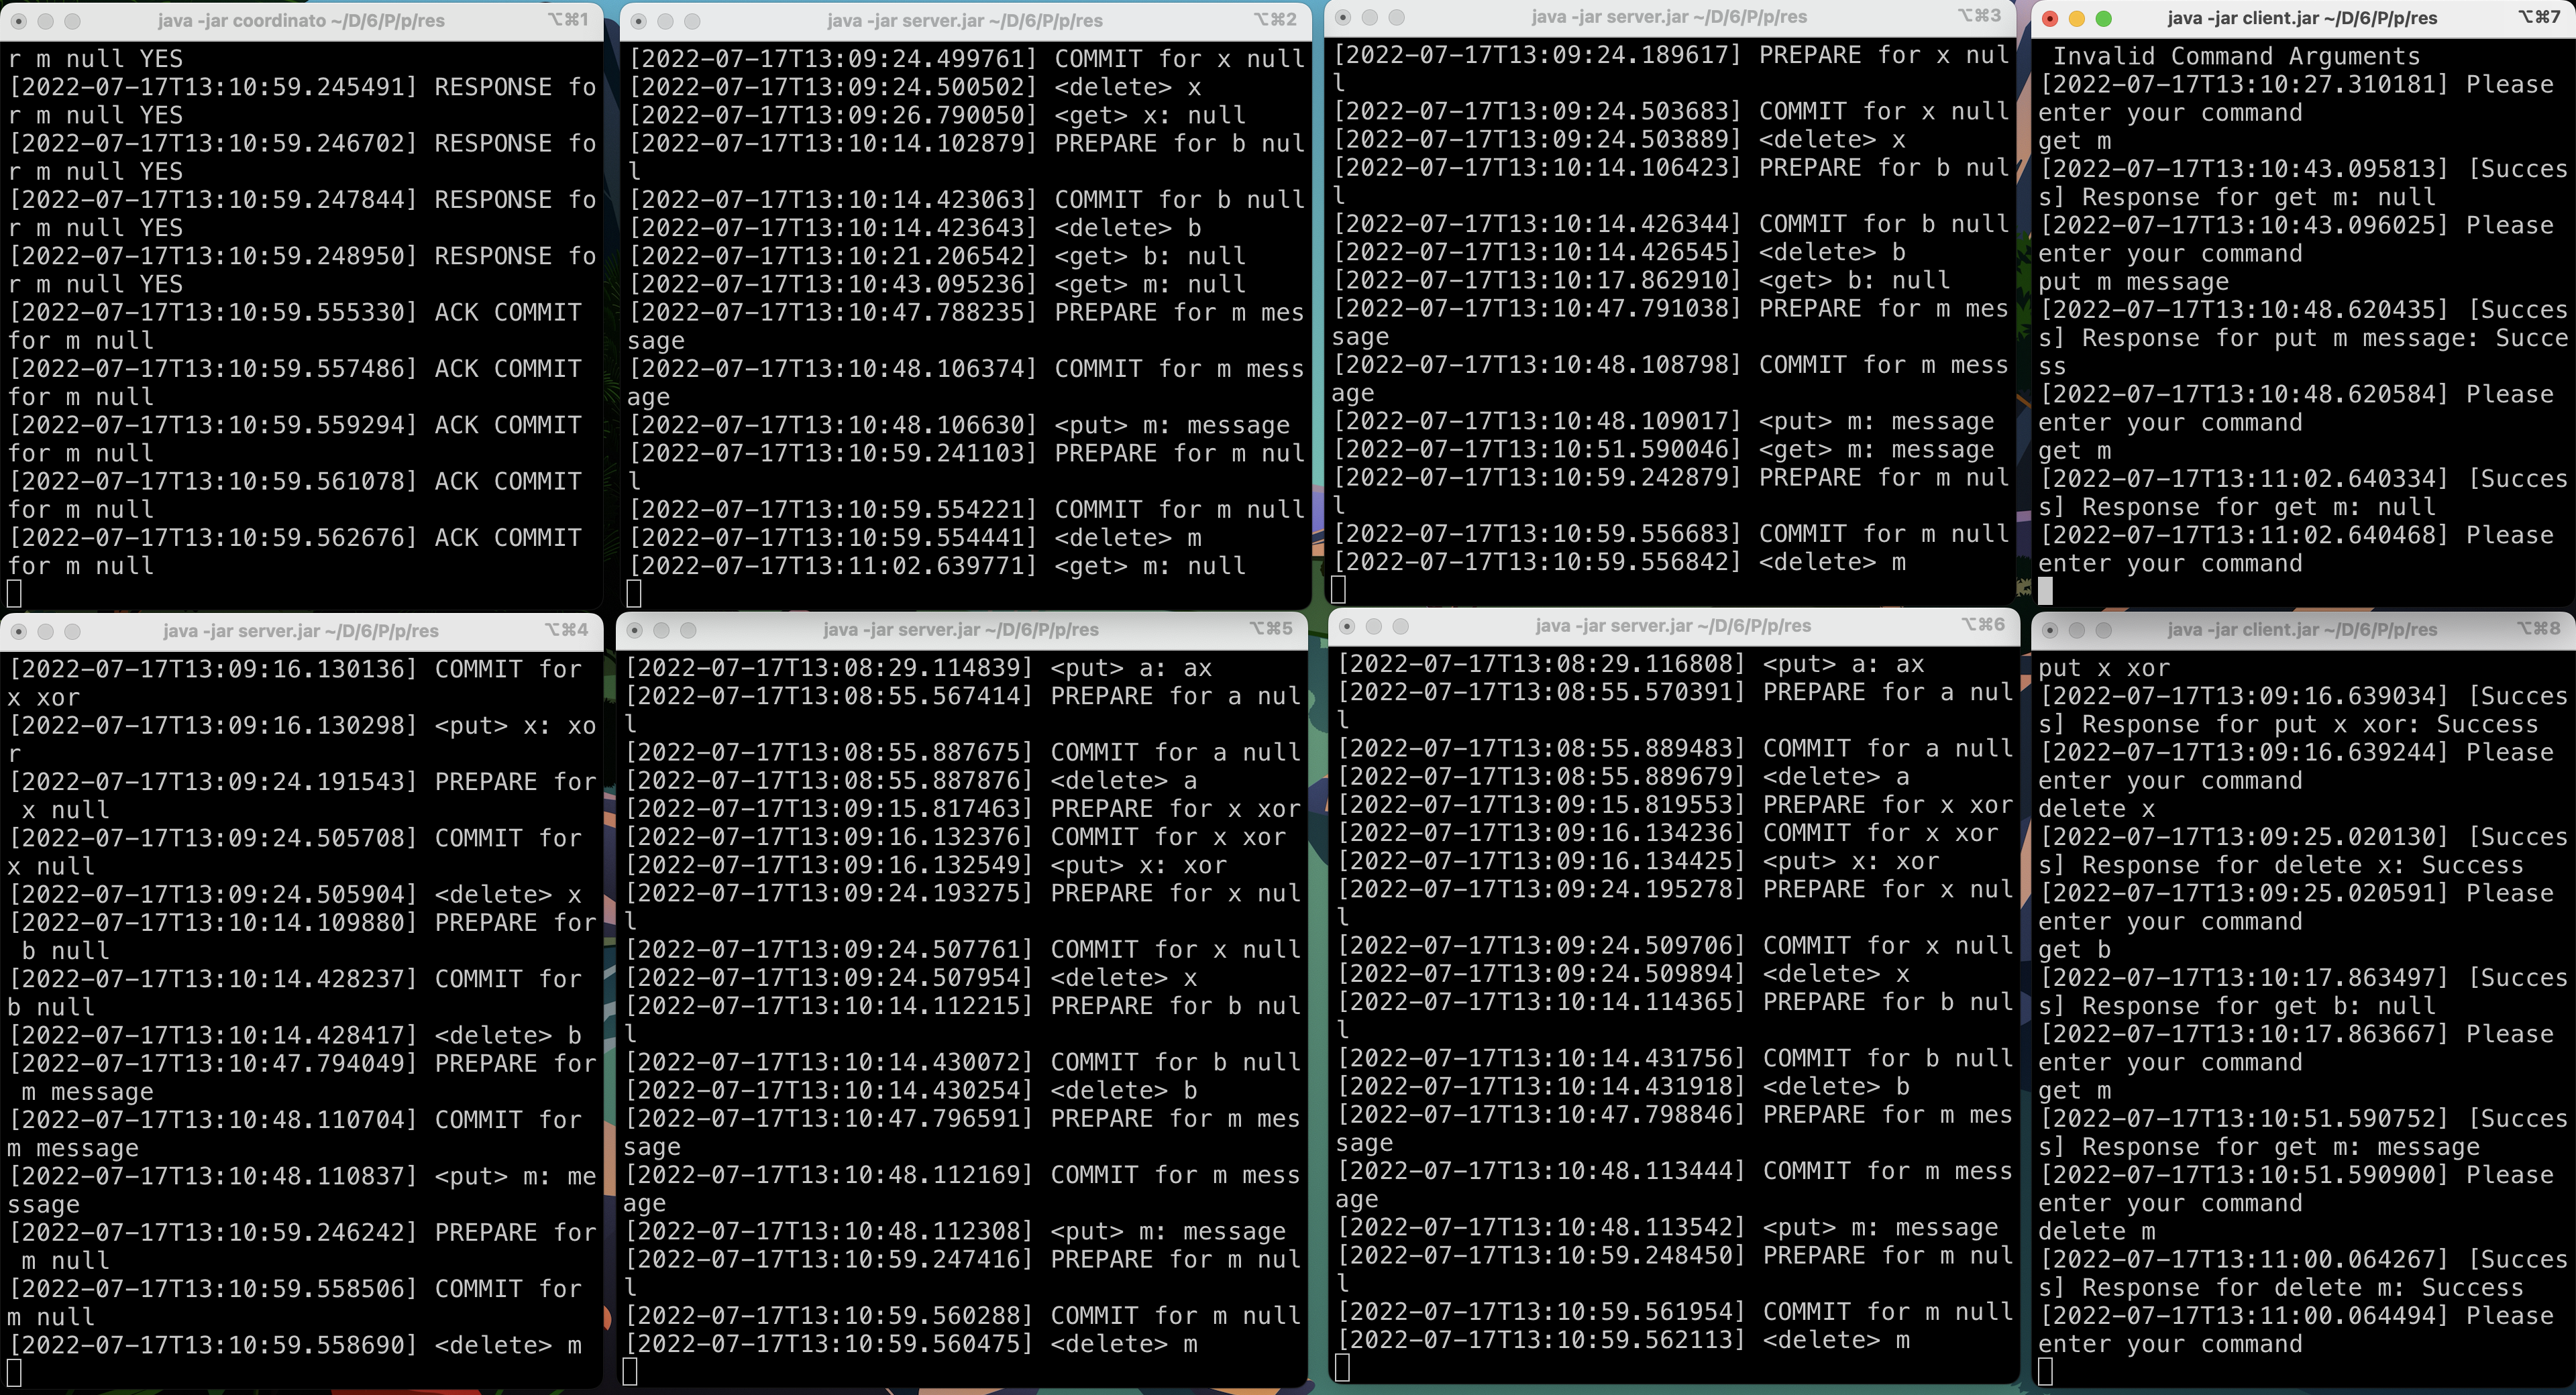 java -jar coordinato ~/D/6/P/p/res ⌥⌘1
r m null YES
[2022-07-17T13:10:59.245491] RESPONSE fo
r m null YES
[2022-07-17T13:10:59.246702] RESPONSE fo
r m null YES
[2022-07-17T13:10:59.247844] RESPONSE fo
r m null YES
[2022-07-17T13:10:59.248950] RESPONSE fo
r m null YES
[2022-07-17T13:10:59.555330] ACK COMMIT
for m null
[2022-07-17T13:10:59.557486] ACK COMMIT
for m null
[2022-07-17T13:10:59.559294] ACK COMMIT
for m null
[2022-07-17T13:10:59.561078] ACK COMMIT
for m null
[2022-07-17T13:10:59.562676] ACK COMMIT
for m null
java -jar server.jar ~/D/6/P/p/res ⌥⌘2
[2022-07-17T13:09:24.499761] COMMIT for x null
[2022-07-17T13:09:24.500502] <delete> x
[2022-07-17T13:09:26.790050] <get> x: null
[2022-07-17T13:10:14.102879] PREPARE for b nul
l
[2022-07-17T13:10:14.423063] COMMIT for b null
[2022-07-17T13:10:14.423643] <delete> b
[2022-07-17T13:10:21.206542] <get> b: null
[2022-07-17T13:10:43.095236] <get> m: null
[2022-07-17T13:10:47.788235] PREPARE for m mes
sage
[2022-07-17T13:10:48.106374] COMMIT for m mess
age
[2022-07-17T13:10:48.106630] <put> m: message
[2022-07-17T13:10:59.241103] PREPARE for m nul
l
[2022-07-17T13:10:59.554221] COMMIT for m null
[2022-07-17T13:10:59.554441] <delete> m
[2022-07-17T13:11:02.639771] <get> m: null
java -jar server.jar ~/D/6/P/p/res ⌥⌘3
[2022-07-17T13:09:24.189617] PREPARE for x nul
l
[2022-07-17T13:09:24.503683] COMMIT for x null
[2022-07-17T13:09:24.503889] <delete> x
[2022-07-17T13:10:14.106423] PREPARE for b nul
l
[2022-07-17T13:10:14.426344] COMMIT for b null
[2022-07-17T13:10:14.426545] <delete> b
[2022-07-17T13:10:17.862910] <get> b: null
[2022-07-17T13:10:47.791038] PREPARE for m mes
sage
[2022-07-17T13:10:48.108798] COMMIT for m mess
age
[2022-07-17T13:10:48.109017] <put> m: message
[2022-07-17T13:10:51.590046] <get> m: message
[2022-07-17T13:10:59.242879] PREPARE for m nul
l
[2022-07-17T13:10:59.556683] COMMIT for m null
[2022-07-17T13:10:59.556842] <delete> m
java -jar client.jar ~/D/6/P/p/res ⌥⌘7
Invalid Command Arguments
[2022-07-17T13:10:27.310181] Please
enter your command
get m
[2022-07-17T13:10:43.095813] [Succes
s] Response for get m: null
[2022-07-17T13:10:43.096025] Please
enter your command
put m message
[2022-07-17T13:10:48.620435] [Succes
s] Response for put m message: Succe
ss
[2022-07-17T13:10:48.620584] Please
enter your command
get m
[2022-07-17T13:11:02.640334] [Succes
s] Response for get m: null
[2022-07-17T13:11:02.640468] Please
enter your command
java -jar server.jar ~/D/6/P/p/res ⌥⌘4
[2022-07-17T13:09:16.130136] COMMIT for
x xor
[2022-07-17T13:09:16.130298] <put> x: xo
r
[2022-07-17T13:09:24.191543] PREPARE for
x null
[2022-07-17T13:09:24.505708] COMMIT for
x null
[2022-07-17T13:09:24.505904] <delete> x
[2022-07-17T13:10:14.109880] PREPARE for
b null
[2022-07-17T13:10:14.428237] COMMIT for
b null
[2022-07-17T13:10:14.428417] <delete> b
[2022-07-17T13:10:47.794049] PREPARE for
m message
[2022-07-17T13:10:48.110704] COMMIT for
m message
[2022-07-17T13:10:48.110837] <put> m: me
ssage
[2022-07-17T13:10:59.246242] PREPARE for
m null
[2022-07-17T13:10:59.558506] COMMIT for
m null
[2022-07-17T13:10:59.558690] <delete> m
java -jar server.jar ~/D/6/P/p/res ⌥⌘5
[2022-07-17T13:08:29.114839] <put> a: ax
[2022-07-17T13:08:55.567414] PREPARE for a nul
l
[2022-07-17T13:08:55.887675] COMMIT for a null
[2022-07-17T13:08:55.887876] <delete> a
[2022-07-17T13:09:15.817463] PREPARE for x xor
[2022-07-17T13:09:16.132376] COMMIT for x xor
[2022-07-17T13:09:16.132549] <put> x: xor
[2022-07-17T13:09:24.193275] PREPARE for x nul
l
[2022-07-17T13:09:24.507761] COMMIT for x null
[2022-07-17T13:09:24.507954] <delete> x
[2022-07-17T13:10:14.112215] PREPARE for b nul
l
[2022-07-17T13:10:14.430072] COMMIT for b null
[2022-07-17T13:10:14.430254] <delete> b
[2022-07-17T13:10:47.796591] PREPARE for m mes
sage
[2022-07-17T13:10:48.112169] COMMIT for m mess
age
[2022-07-17T13:10:48.112308] <put> m: message
[2022-07-17T13:10:59.247416] PREPARE for m nul
l
[2022-07-17T13:10:59.560288] COMMIT for m null
[2022-07-17T13:10:59.560475] <delete> m
java -jar server.jar ~/D/6/P/p/res ⌥⌘6
[2022-07-17T13:08:29.116808] <put> a: ax
[2022-07-17T13:08:55.570391] PREPARE for a nul
l
[2022-07-17T13:08:55.889483] COMMIT for a null
[2022-07-17T13:08:55.889679] <delete> a
[2022-07-17T13:09:15.819553] PREPARE for x xor
[2022-07-17T13:09:16.134236] COMMIT for x xor
[2022-07-17T13:09:16.134425] <put> x: xor
[2022-07-17T13:09:24.195278] PREPARE for x nul
l
[2022-07-17T13:09:24.509706] COMMIT for x null
[2022-07-17T13:09:24.509894] <delete> x
[2022-07-17T13:10:14.114365] PREPARE for b nul
l
[2022-07-17T13:10:14.431756] COMMIT for b null
[2022-07-17T13:10:14.431918] <delete> b
[2022-07-17T13:10:47.798846] PREPARE for m mes
sage
[2022-07-17T13:10:48.113444] COMMIT for m mess
age
[2022-07-17T13:10:48.113542] <put> m: message
[2022-07-17T13:10:59.248450] PREPARE for m nul
l
[2022-07-17T13:10:59.561954] COMMIT for m null
[2022-07-17T13:10:59.562113] <delete> m
java -jar client.jar ~/D/6/P/p/res ⌥⌘8
put x xor
[2022-07-17T13:09:16.639034] [Succes
s] Response for put x xor: Success
[2022-07-17T13:09:16.639244] Please
enter your command
delete x
[2022-07-17T13:09:25.020130] [Succes
s] Response for delete x: Success
[2022-07-17T13:09:25.020591] Please
enter your command
get b
[2022-07-17T13:10:17.863497] [Succes
s] Response for get b: null
[2022-07-17T13:10:17.863667] Please
enter your command
get m
[2022-07-17T13:10:51.590752] [Succes
s] Response for get m: message
[2022-07-17T13:10:51.590900] Please
enter your command
delete m
[2022-07-17T13:11:00.064267] [Succes
s] Response for delete m: Success
[2022-07-17T13:11:00.064494] Please
enter your command